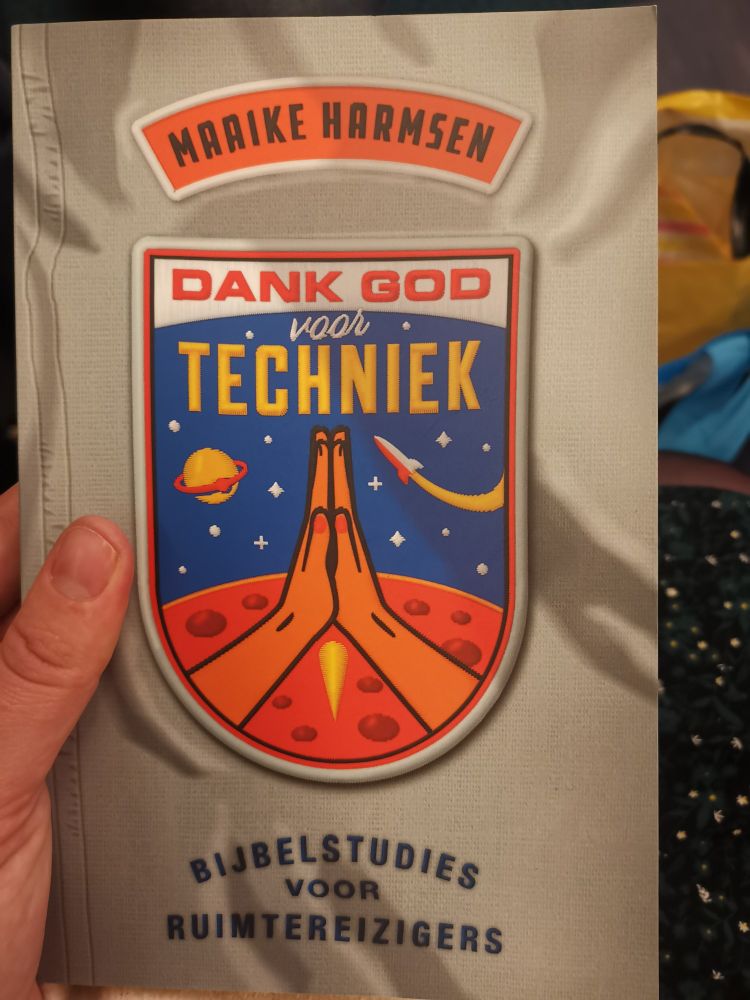 MAAIKE HARMSEN
DANK GOD
voor
TECHNIEK
BIJBELSTUDIES
VOOR
RUIMTEREIZIGERS